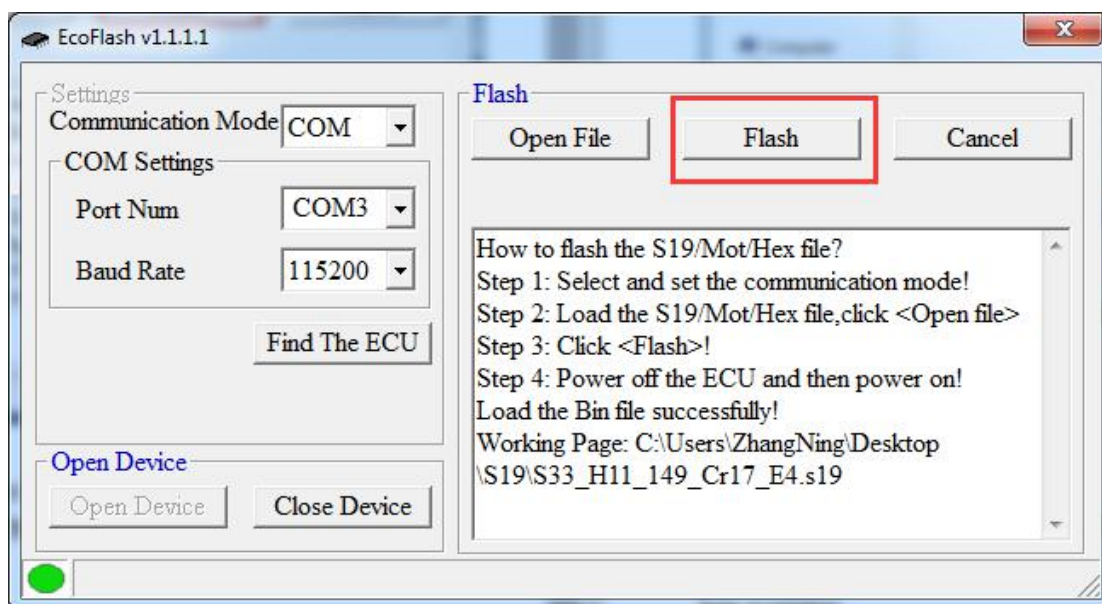 EcoFlash v1.1.1.1
Settings
Communication Mode COM
COM Settings
Port Num COM3
Baud Rate 115200
Find The ECU
Open Device
Open Device Close Device
Flash
Open File Flash Cancel
How to flash the S19/Mot/Hex file?
Step 1: Select and set the communication mode!
Step 2: Load the S19/Mot/Hex file,click <Open file>
Step 3: Click <Flash>!
Step 4: Power off the ECU and then power on!
Load the Bin file successfully!
Working Page: C:\Users\ZhangNing\Desktop
\S19\S33_H11_149_Cr17_E4.s19